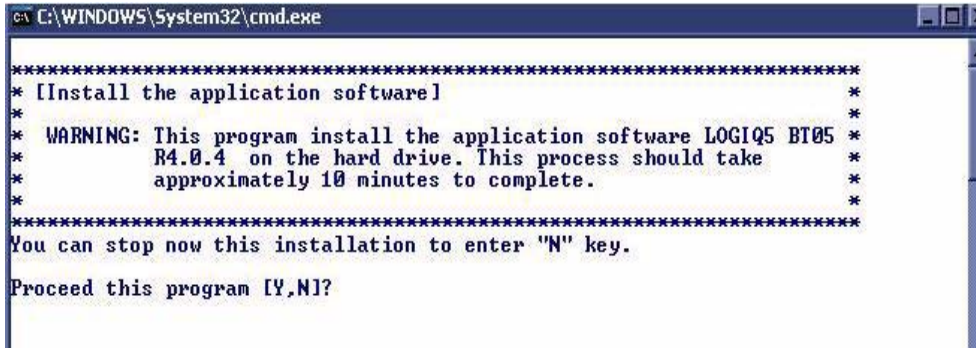 C:\WINDOWS\System32\cmd.exe
***********************************************************************
* [Install the application software] *
* *
* WARNING: This program install the application software LOGIQ5 BT05 *
* R4.0.4 on the hard drive. This process should take *
* approximately 10 minutes to complete. *
* *
***********************************************************************
You can stop now this installation to enter "N" key.
Proceed this program [Y,N]?